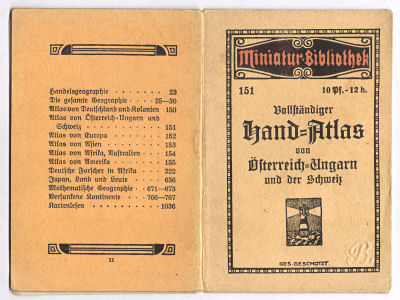 Handelsgeographie . . . . . . . 23
Die gesamte Geographie . . . 25—30
Atlas von Deutschland und Kolonien 150
Atlas von Österreich-Ungarn und
Schweiz . . . . . . . . . 151
Atlas von Europa . . . . . . 152
Atlas von Asien . . . . . . . 153
Atlas von Afrika, Australien . . 154
Atlas von Amerika . . . . . . 155
Deutsche Forscher in Afrika . . 222
Japan, Land und Leute . . . . 636
Mathematische Geographie . 671—673
Versunkene Kontinente . . 766—767
Kartenlesen . . . . . . . . 1036
11
Miniatur-Bibliothek
151 10 Pf.-12 h.
Vollständiger
Hand=Atlas
von
Österreich=Ungarn
und der Schweiz
GES. GESCHÜTZT.